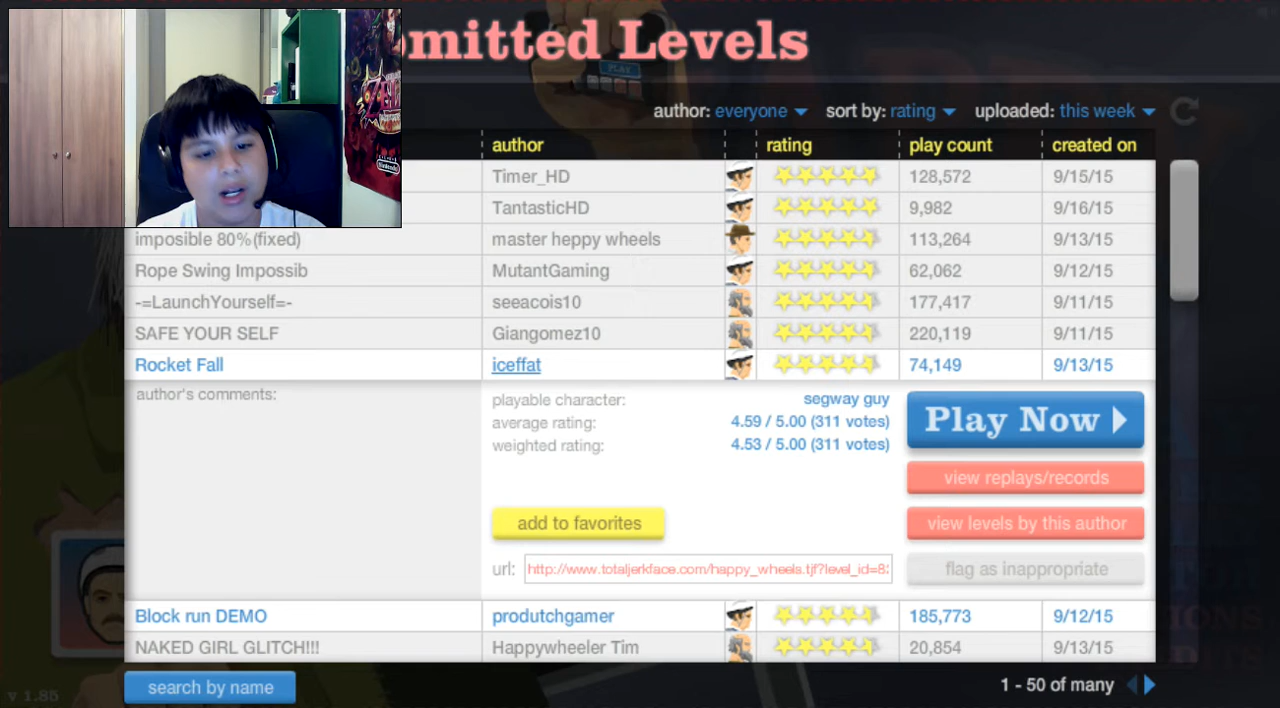 omitted Levels
author: everyone sort by: rating uploaded: this week
author rating play count created on
Timer_HD 128,572 9/15/15
TantasticHD 9,982 9/16/15
imposible 80%(fixed) master heppy wheels 113,264 9/13/15
Rope Swing Impossib MutantGaming 62,062 9/12/15
-=LaunchYourself=- seeacois10 177,417 9/11/15
SAFE YOUR SELF Giangomez10 220,119 9/11/15
Rocket Fall iceffat 74,149 9/13/15
author's comments:
playable character: segway guy
average rating: 4.59 / 5.00 (311 votes)
weighted rating: 4.53 / 5.00 (311 votes)
Play Now
view replays/records
add to favorites
view levels by this author
url: http://www.totaljerkface.com/happy_wheels.tjf?level_id=8
flag as inappropriate
Block run DEMO produtchgamer 185,773 9/12/15
NAKED GIRL GLITCH!!! Happywheeler Tim 20,854 9/13/15
search by name
1 - 50 of many
v 1.85